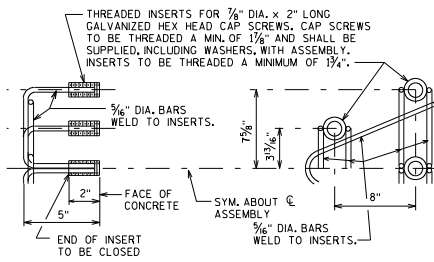 THREADED INSERTS FOR 7/8" DIA. x 2" LONG
GALVANIZED HEX HEAD CAP SCREWS. CAP SCREWS
TO BE THREADED A MIN. OF 1 7/8" AND SHALL BE
SUPPLIED, INCLUDING WASHERS, WITH ASSEMBLY.
INSERTS TO BE THREADED A MINIMUM OF 1 3/4".
5/16" DIA. BARS
WELD TO INSERTS.
7 5/8"
3 13/16"
2"
5"
FACE OF
CONCRETE
END OF INSERT
TO BE CLOSED
SYM. ABOUT ℄
ASSEMBLY
8"
5/16" DIA. BARS
WELD TO INSERTS.